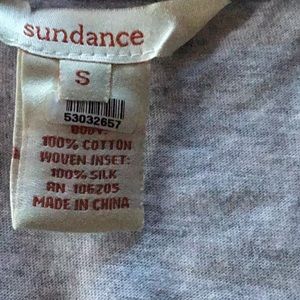 sundance
S
53032657
BODY:
100% COTTON
WOVEN INSET:
100% SILK
RN 106205
MADE IN CHINA